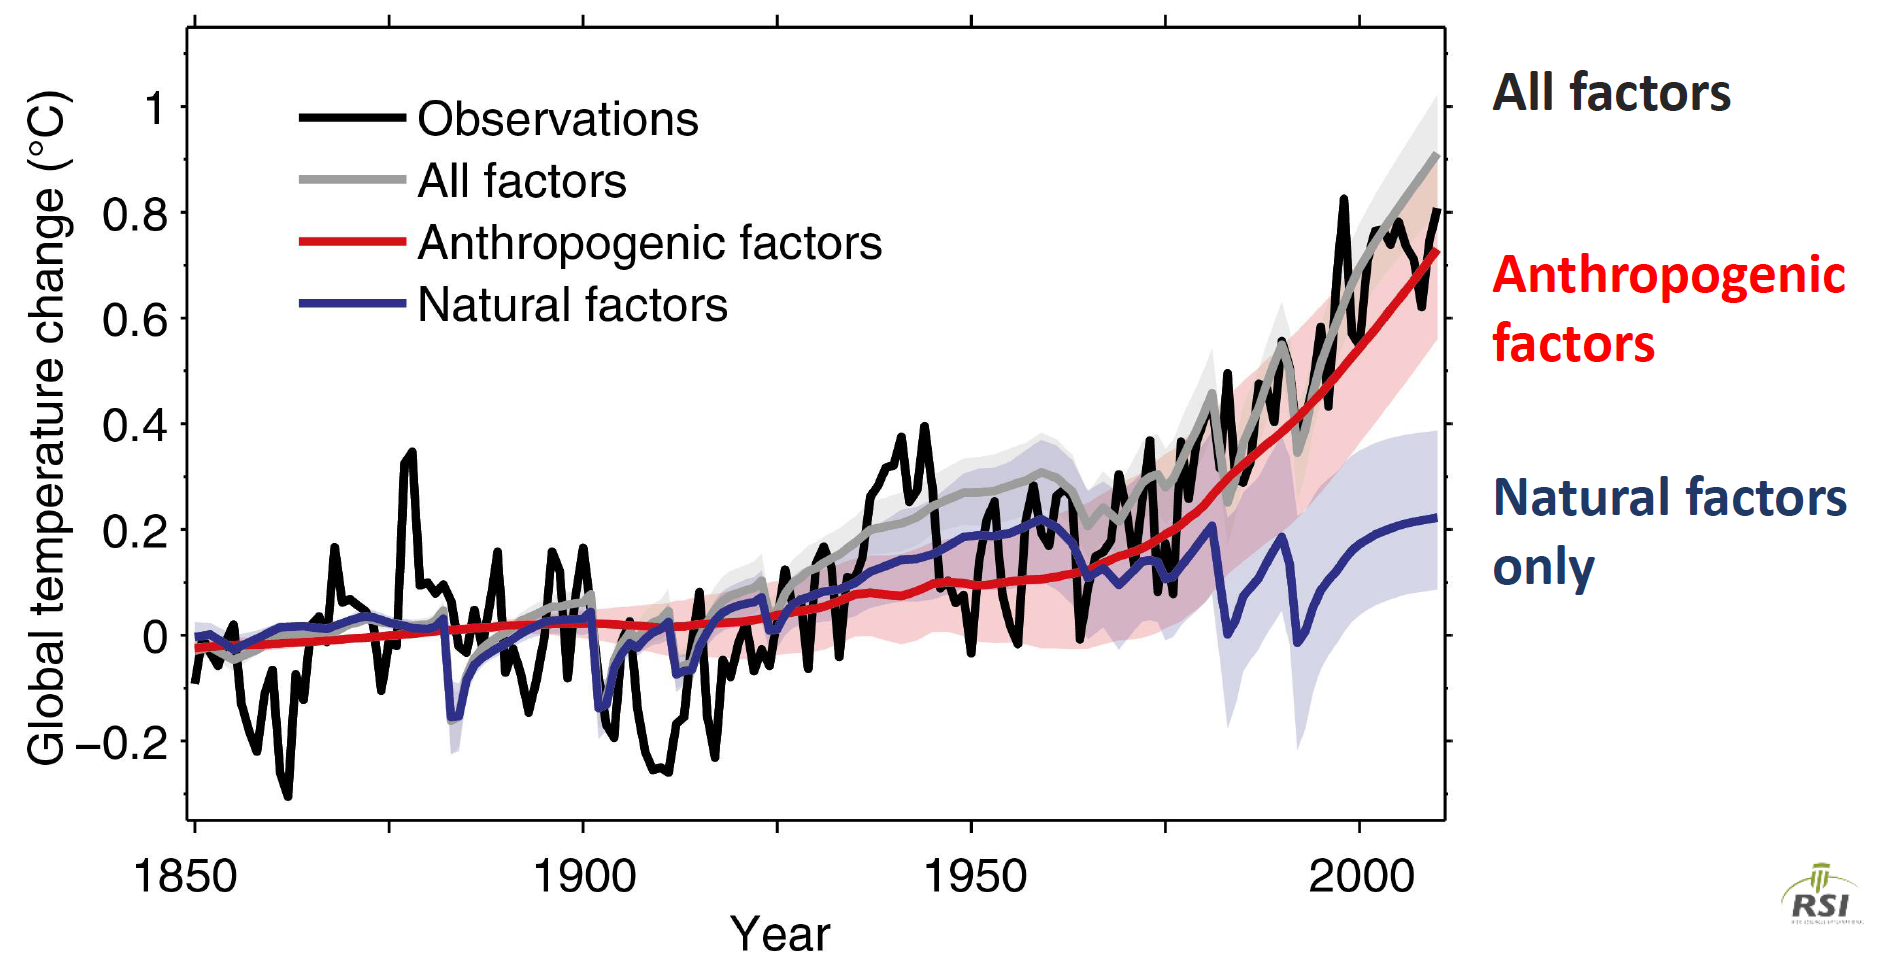 Global temperature change (°C)
1
0.8
0.6
0.4
0.2
0
−0.2
Observations
All factors
Anthropogenic factors
Natural factors
1850
1900
1950
2000
Year
All factors
Anthropogenic
factors
Natural factors
only
RSI